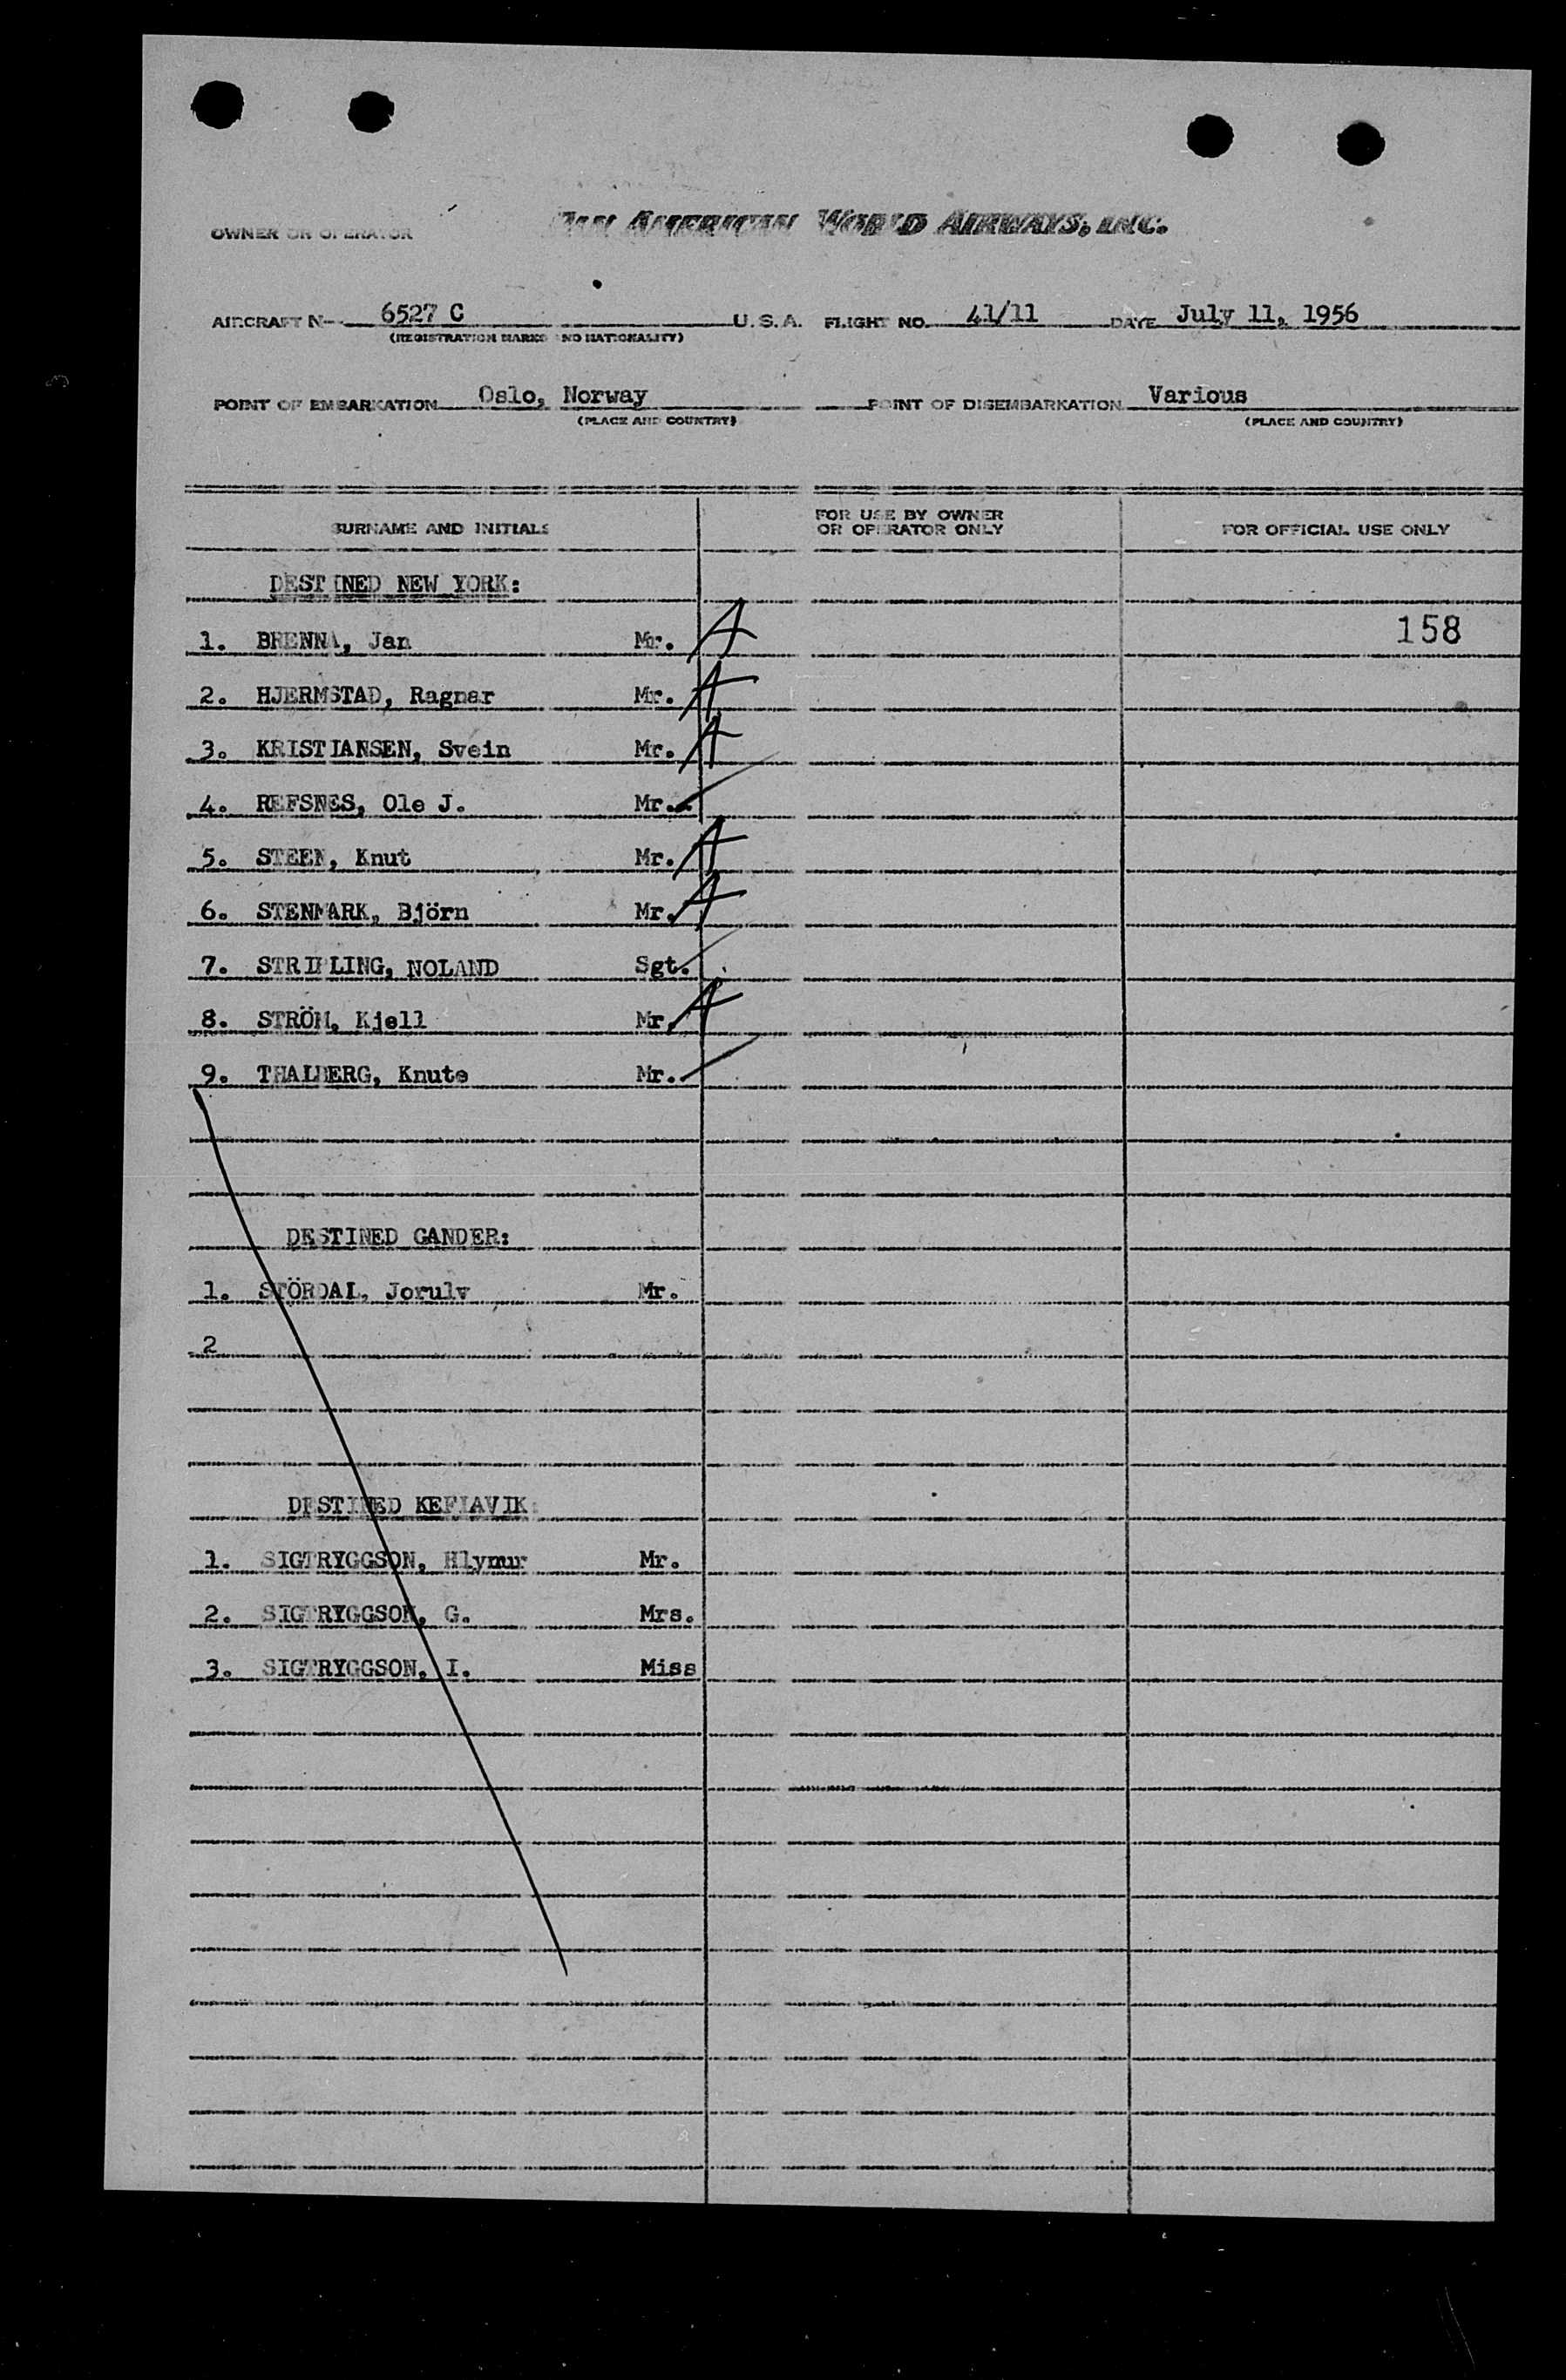 OWNER OR OPERATOR PAN AMERICAN WORLD AIRWAYS, INC.
AIRCRAFT N- 6527 C U. S. A. FLIGHT NO. 41/11 DATE July 11, 1956
(REGISTRATION MARKS AND NATIONALITY)
POINT OF EMBARKATION Oslo, Norway POINT OF DISEMBARKATION Various
(PLACE AND COUNTRY) (PLACE AND COUNTRY)
SURNAME AND INITIALS FOR USE BY OWNER OR OPERATOR ONLY FOR OFFICIAL USE ONLY
DESTINED NEW YORK:
1. BRENNA, Jan Mr. A 158
2. HJERMSTAD, Ragnar Mr. A
3. KRISTIANSEN, Svein Mr. A
4. REFSNES, Ole J. Mr.
5. STEEN, Knut Mr. A
6. STENMARK, Björn Mr. A
7. STRIPLING, NOLAND Sgt.
8. STRÖM, Kjell Mr. A
9. THALBERG, Knute Mr.
DESTINED GANDER:
1. STÖRDAL, Jorulv Mr.
2
DESTINED KEFLAVIK:
1. SIGTRYGGSON, Hlynur Mr.
2. SIGTRYGGSON, G. Mrs.
3. SIGTRYGGSON, I. Miss